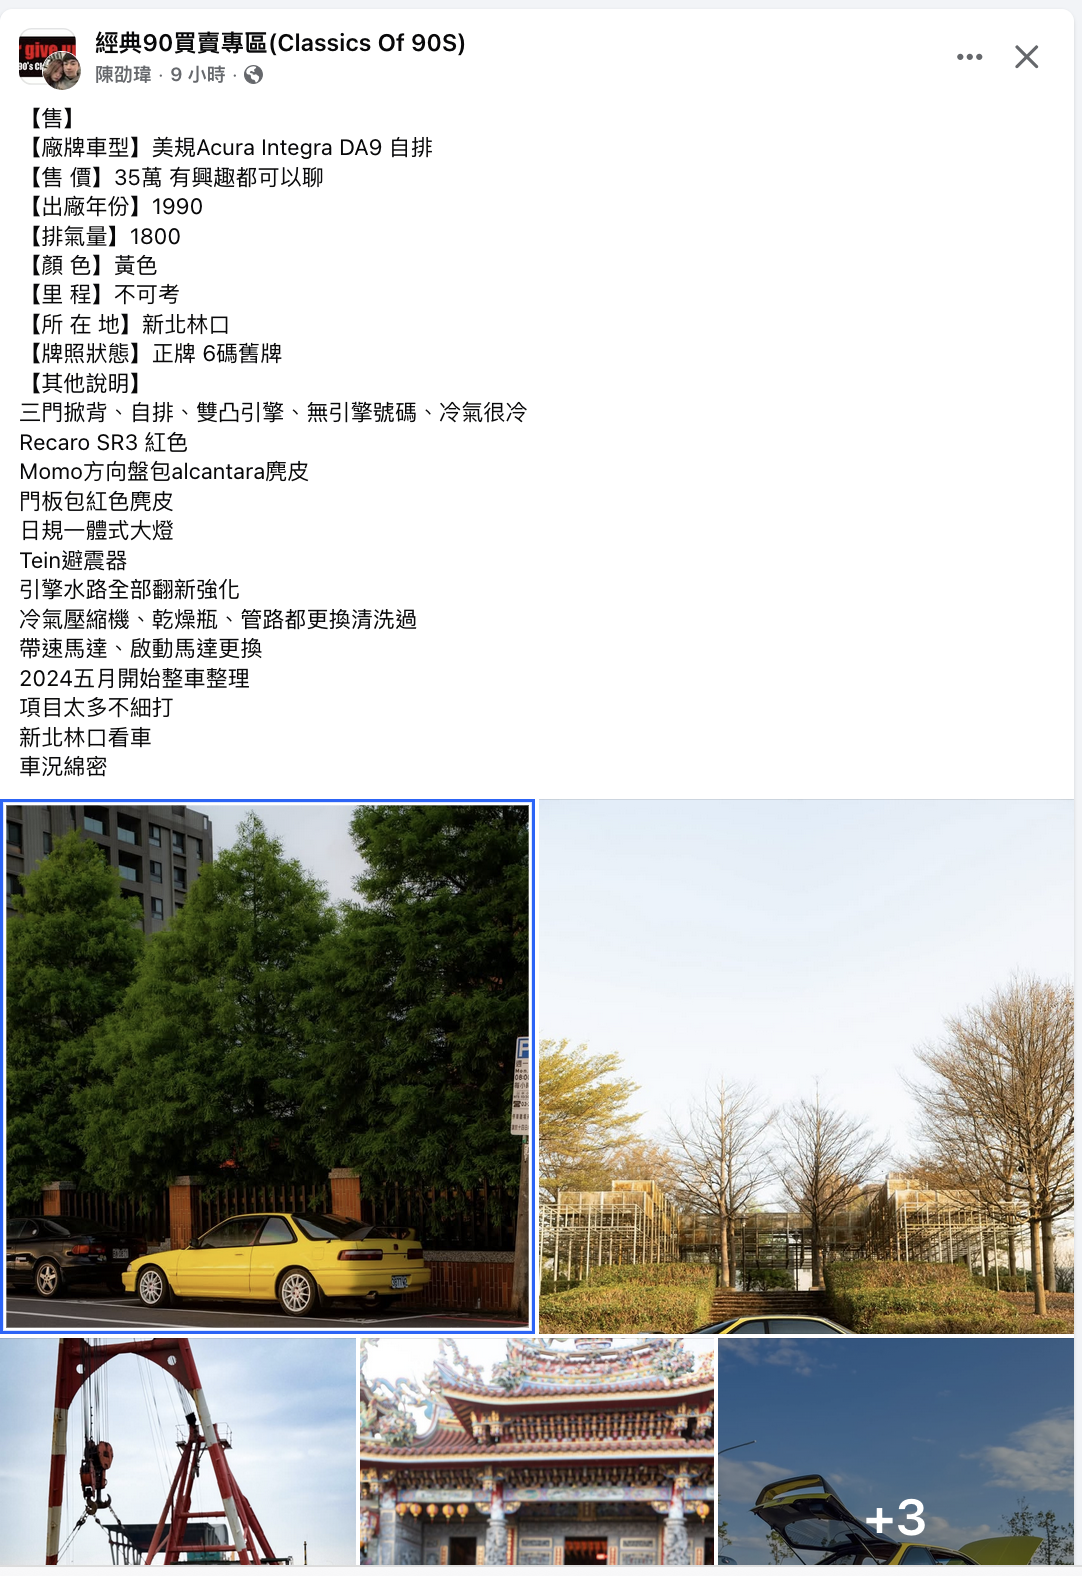 give u
90's Cl
經典90買賣專區(Classics Of 90S)
陳劭瑋 · 9 小時 ·
【售】
【廠牌車型】美規Acura Integra DA9 自排
【售 價】35萬 有興趣都可以聊
【出廠年份】1990
【排氣量】1800
【顏 色】黃色
【里 程】不可考
【所 在 地】新北林口
【牌照狀態】正牌 6碼舊牌
【其他說明】
三門掀背、自排、雙凸引擎、無引擎號碼、冷氣很冷
Recaro SR3 紅色
Momo方向盤包alcantara麂皮
門板包紅色麂皮
日規一體式大燈
Tein避震器
引擎水路全部翻新強化
冷氣壓縮機、乾燥瓶、管路都更換清洗過
帶速馬達、啟動馬達更換
2024五月開始整車整理
項目太多不細打
新北林口看車
車況綿密
P
+3